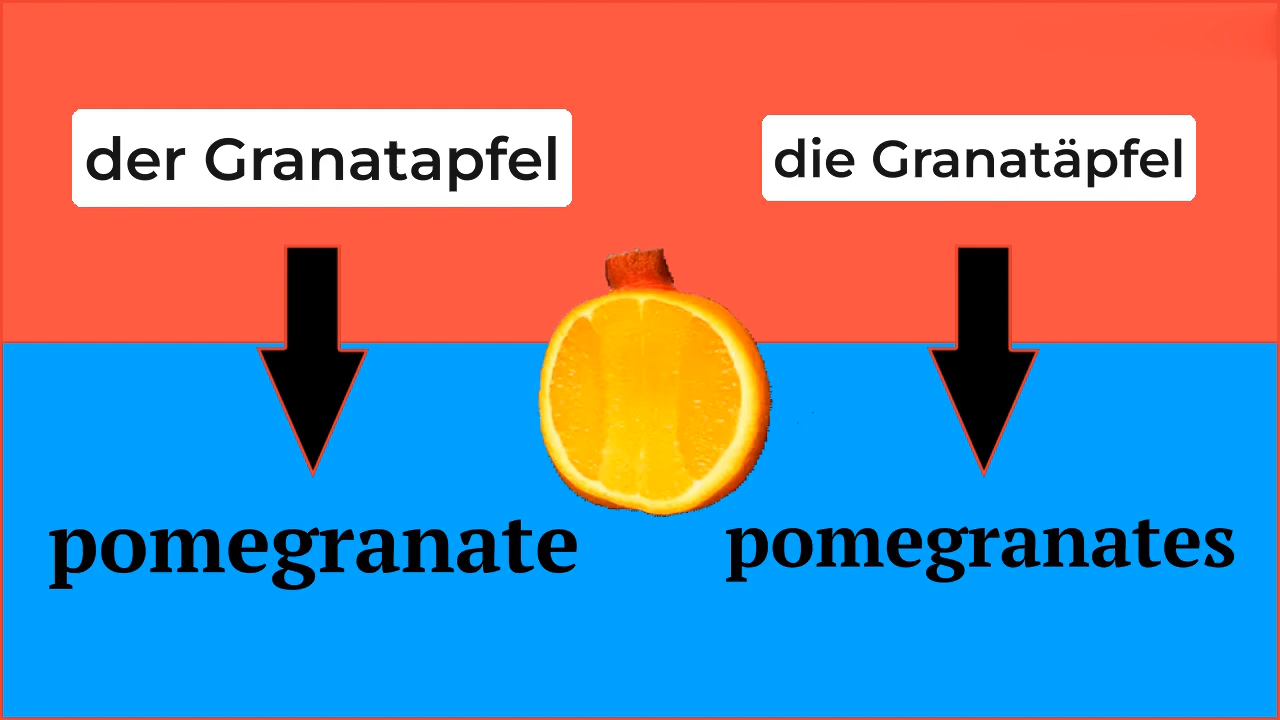 der Granatapfel
die Granatäpfel
pomegranate
pomegranates